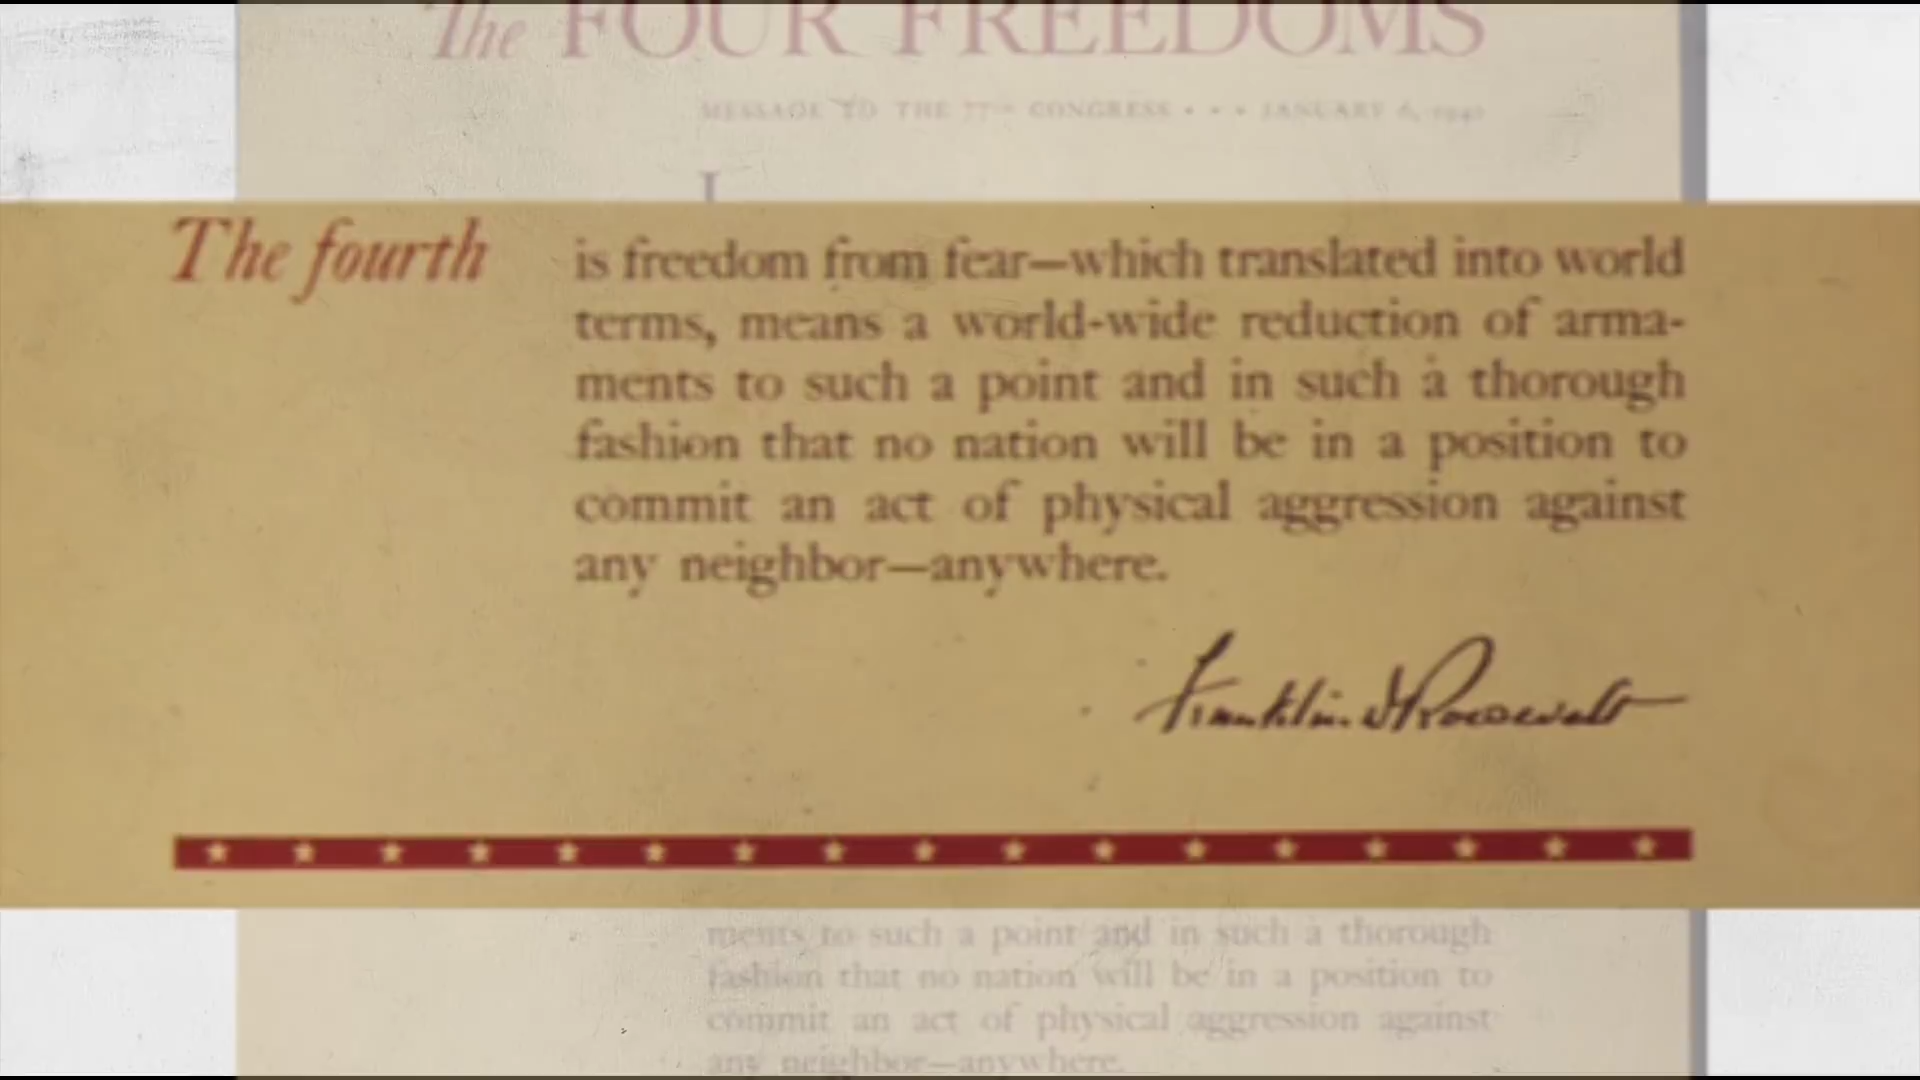 The FOUR FREEDOMS
MESSAGE TO THE 77TH CONGRESS • • • JANUARY 6,
I
The fourth is freedom from fear—which translated into world
terms, means a world-wide reduction of arma-
ments to such a point and in such a thorough
fashion that no nation will be in a position to
commit an act of physical aggression against
any neighbor—anywhere.
Franklin D Roosevelt
ments to such a point and in such a thorough
fashion that no nation will be in a position to
commit an act of physical aggression against
any neighbor—anywhere.